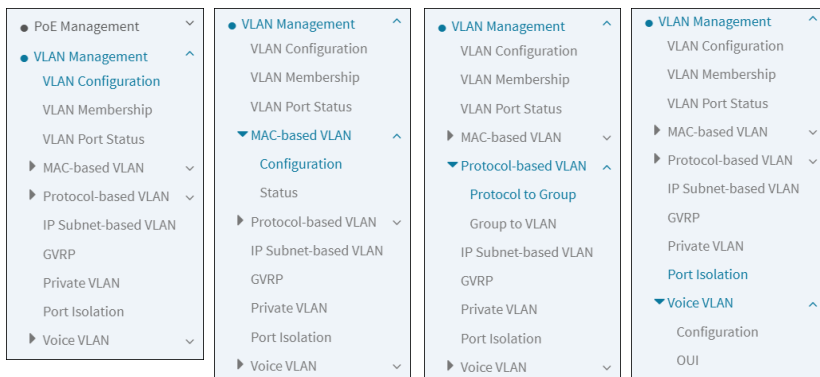 PoE Management
VLAN Management
VLAN Configuration
VLAN Membership
VLAN Port Status
MAC-based VLAN
Protocol-based VLAN
IP Subnet-based VLAN
GVRP
Private VLAN
Port Isolation
Voice VLAN
VLAN Management
VLAN Configuration
VLAN Membership
VLAN Port Status
MAC-based VLAN
Configuration
Status
Protocol-based VLAN
IP Subnet-based VLAN
GVRP
Private VLAN
Port Isolation
Voice VLAN
VLAN Management
VLAN Configuration
VLAN Membership
VLAN Port Status
MAC-based VLAN
Protocol-based VLAN
Protocol to Group
Group to VLAN
IP Subnet-based VLAN
GVRP
Private VLAN
Port Isolation
Voice VLAN
VLAN Management
VLAN Configuration
VLAN Membership
VLAN Port Status
MAC-based VLAN
Protocol-based VLAN
IP Subnet-based VLAN
GVRP
Private VLAN
Port Isolation
Voice VLAN
Configuration
OUI